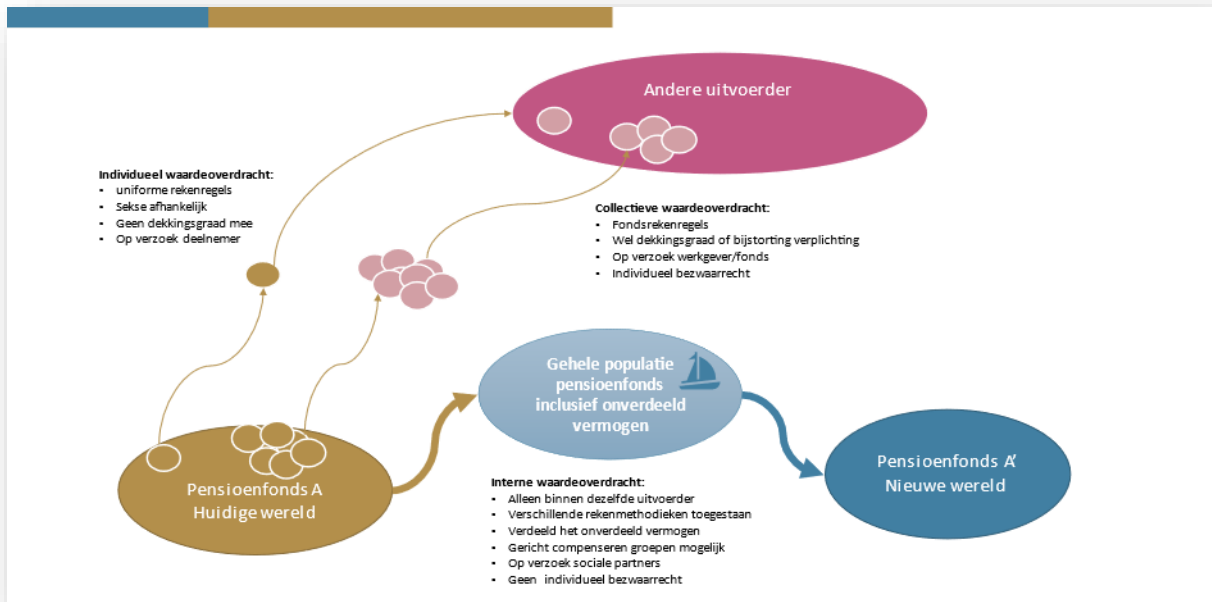 Andere uitvoerder
Individueel waardeoverdracht:
• uniforme rekenregels
• Sekse afhankelijk
• Geen dekkingsgraad mee
• Op verzoek deelnemer
Collectieve waardeoverdracht:
• Fondsrekenregels
• Wel dekkingsgraad of bijstorting verplichting
• Op verzoek werkgever/fonds
• Individueel bezwaarrecht
Gehele populatie
pensioenfonds
inclusief onverdeeld
vermogen
Pensioenfonds A
Huidige wereld
Pensioenfonds A’
Nieuwe wereld
Interne waardeoverdracht:
• Alleen binnen dezelfde uitvoerder
• Verschillende rekenmethodieken toegestaan
• Verdeeld het onverdeeld vermogen
• Gericht compenseren groepen mogelijk
• Op verzoek sociale partners
• Geen individueel bezwaarrecht